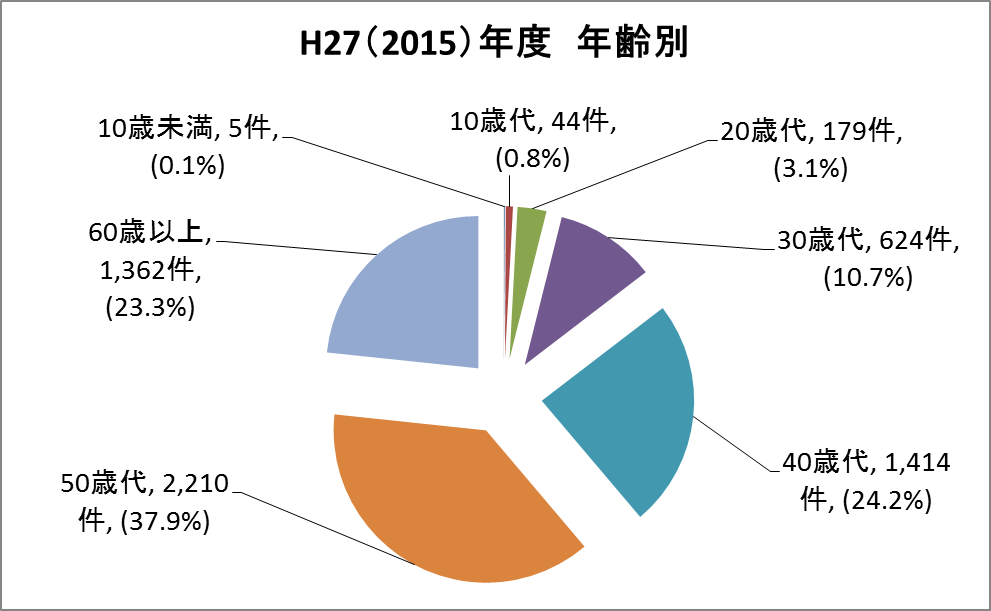 H27（2015）年度　年齢別
10歳未満, 5件,
(0.1%)
10歳代, 44件,
(0.8%)
20歳代, 179件,
(3.1%)
30歳代, 624件,
(10.7%)
40歳代, 1,414
件, (24.2%)
50歳代, 2,210
件, (37.9%)
60歳以上,
1,362件,
(23.3%)